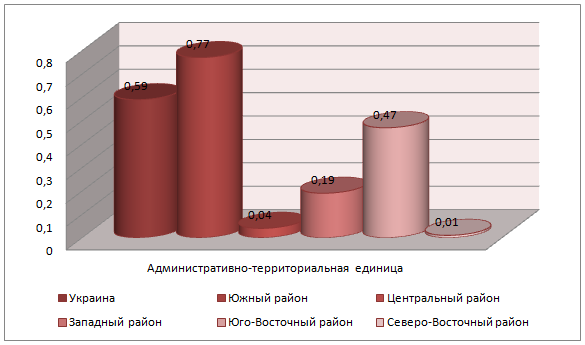 0,8
0,7
0,6
0,5
0,4
0,3
0,2
0,1
0
0,59
0,77
0,04
0,19
0,47
0,01
Административно-территориальная единица
Украина
Южный район
Центральный район
Западный район
Юго-Восточный район
Северо-Восточный район